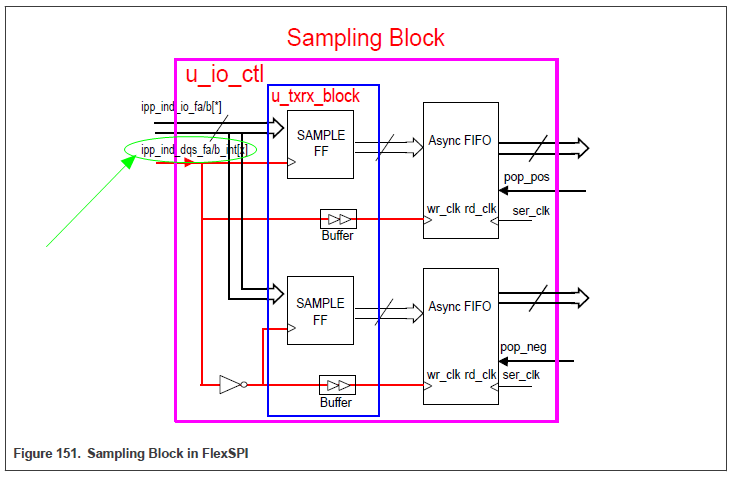 Sampling Block
u_io_ctl
ipp_ind_io_fa/b[*]
u_txrx_block
ipp_ind_dqs_fa/b_int[x]
SAMPLE
FF
Async FIFO
pop_pos
wr_clk rd_clk
ser_clk
Buffer
SAMPLE
FF
Async FIFO
pop_neg
wr_clk rd_clk
ser_clk
Buffer
Figure 151. Sampling Block in FlexSPI